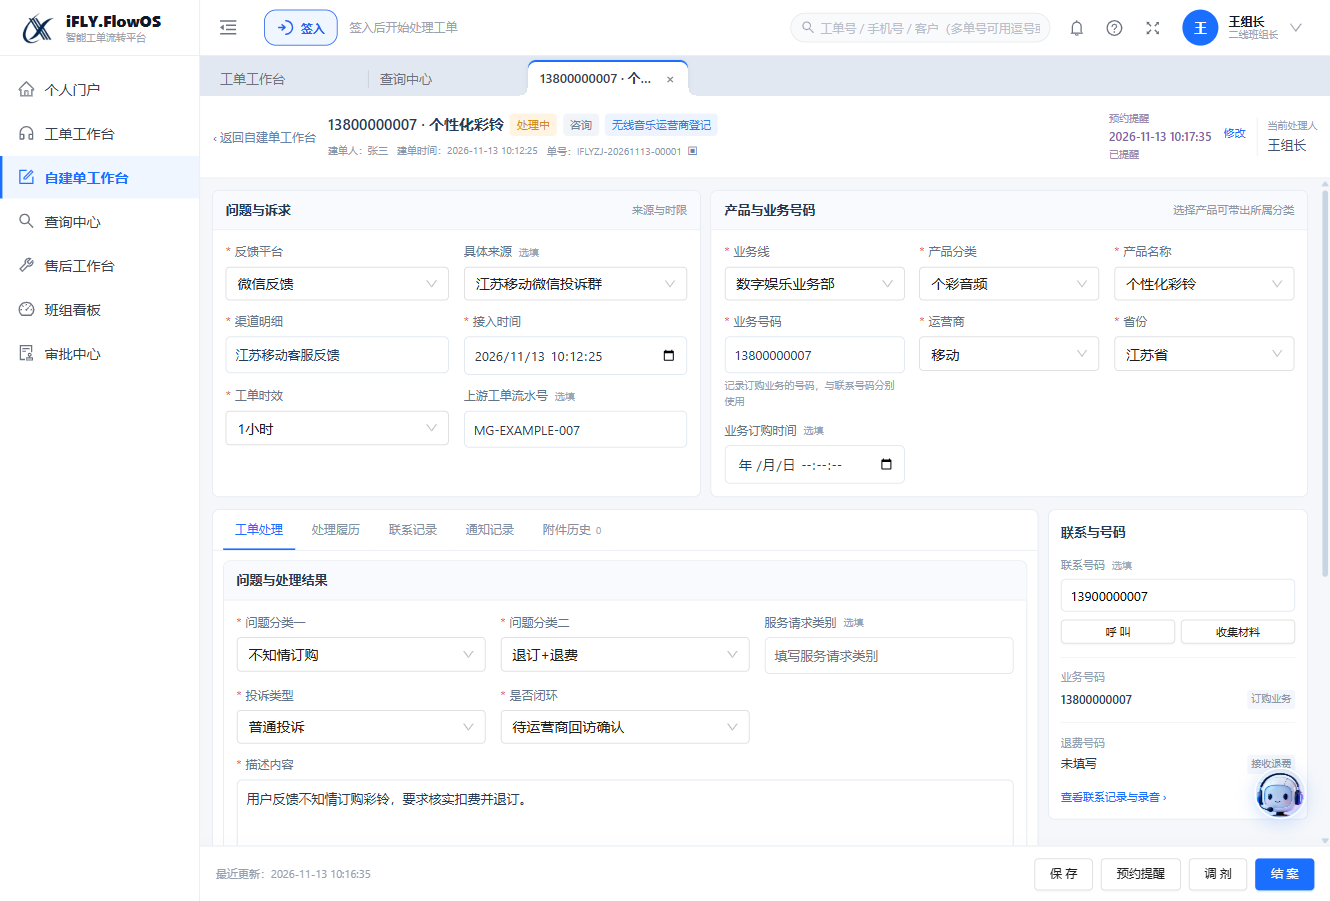 iFLY.FlowOS
智能工单流转平台
签入
签入后开始处理工单
工单号 / 手机号 / 客户（多单号可用逗号
王
王组长
二线班组长
个人门户
工单工作台
自建单工作台
查询中心
售后工作台
班组看板
审批中心
工单工作台
查询中心
13800000007 · 个... ×
‹ 返回自建单工作台
13800000007 · 个性化彩铃 处理中 咨询 无线音乐运营商登记
建单人：张三 建单时间：2026-11-13 10:12:25 单号：IFLYZJ-20261113-00001
预约提醒
2026-11-13 10:17:35 修改
已提醒
当前处理人
王组长
问题与诉求 来源与时限
* 反馈平台
微信反馈
具体来源 选填
江苏移动微信投诉群
* 渠道明细
江苏移动客服反馈
* 接入时间
2026/11/13 10:12:25
* 工单时效
1小时
上游工单流水号 选填
MG-EXAMPLE-007
产品与业务号码 选择产品可带出所属分类
* 业务线
数字娱乐业务部
* 产品分类
个彩音频
* 产品名称
个性化彩铃
* 业务号码
13800000007
记录订购业务的号码，与联系号码分别
使用
* 运营商
移动
* 省份
江苏省
业务订购时间 选填
年 /月/日 --:--:--
工单处理 处理履历 联系记录 通知记录 附件历史 0
问题与处理结果
* 问题分类一
不知情订购
* 问题分类二
退订+退费
服务请求类别 选填
填写服务请求类别
* 投诉类型
普通投诉
* 是否闭环
待运营商回访确认
* 描述内容
用户反馈不知情订购彩铃，要求核实扣费并退订。
联系与号码
联系号码 选填
13900000007
呼 叫
收集材料
业务号码
13800000007 订购业务
退费号码
未填写 接收退费
查看联系记录与录音 ›
最近更新：2026-11-13 10:16:35
保 存
预约提醒
调 剂
结 案